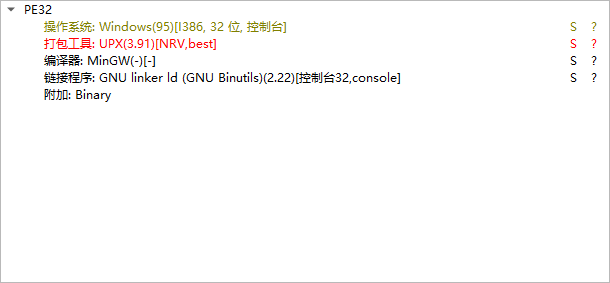 PE32
操作系统: Windows(95)[I386, 32 位, 控制台] S ?
打包工具: UPX(3.91)[NRV,best] S ?
编译器: MinGW(-)[-] S ?
链接程序: GNU linker ld (GNU Binutils)(2.22)[控制台32,console] S ?
附加: Binary